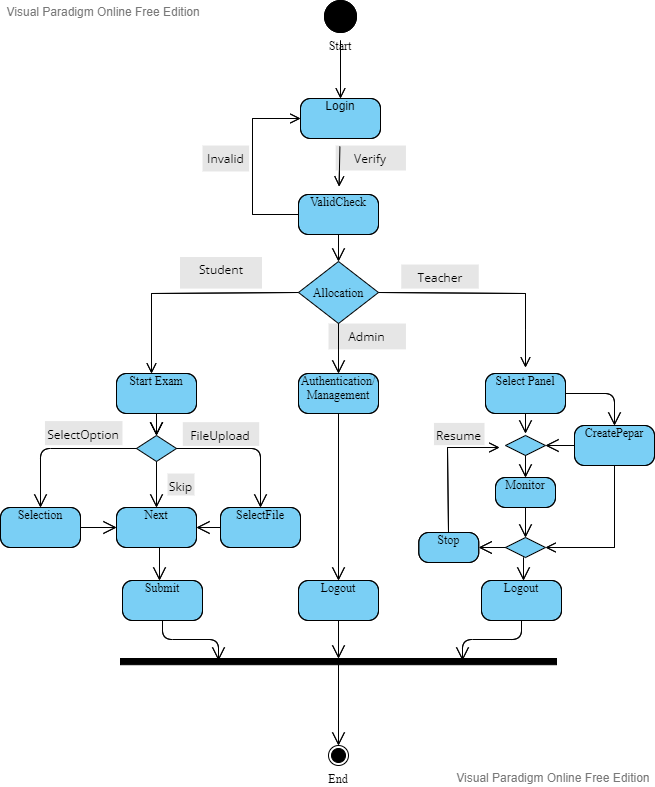 Visual Paradigm Online Free Edition
Start
Login
Invalid
Verify
ValidCheck
Student
Teacher
Allocation
Admin
Start Exam
Authentication/
Management
Select Panel
SelectOption
FileUpload
Resume
CreatePepar
Skip
Monitor
Selection
Next
SelectFile
Stop
Submit
Logout
Logout
End
Visual Paradigm Online Free Edition